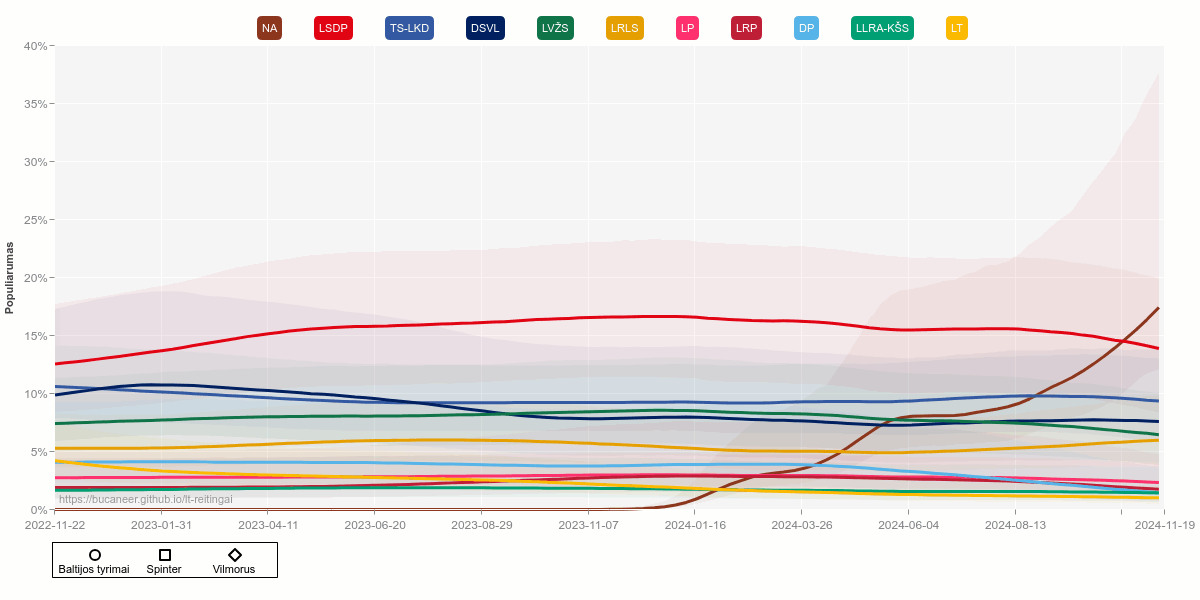 NA LSDP TS-LKD DSVL LVŽS LRLS LP LRP DP LLRA-KŠS LT
40%
35%
30%
25%
20%
15%
10%
5%
0%
Populiarumas
https://bucaneer.github.io/lt-reitingai
2022-11-22 2023-01-31 2023-04-11 2023-06-20 2023-08-29 2023-11-07 2024-01-16 2024-03-26 2024-06-04 2024-08-13 2024-11-19
Baltijos tyrimai Spinter Vilmorus